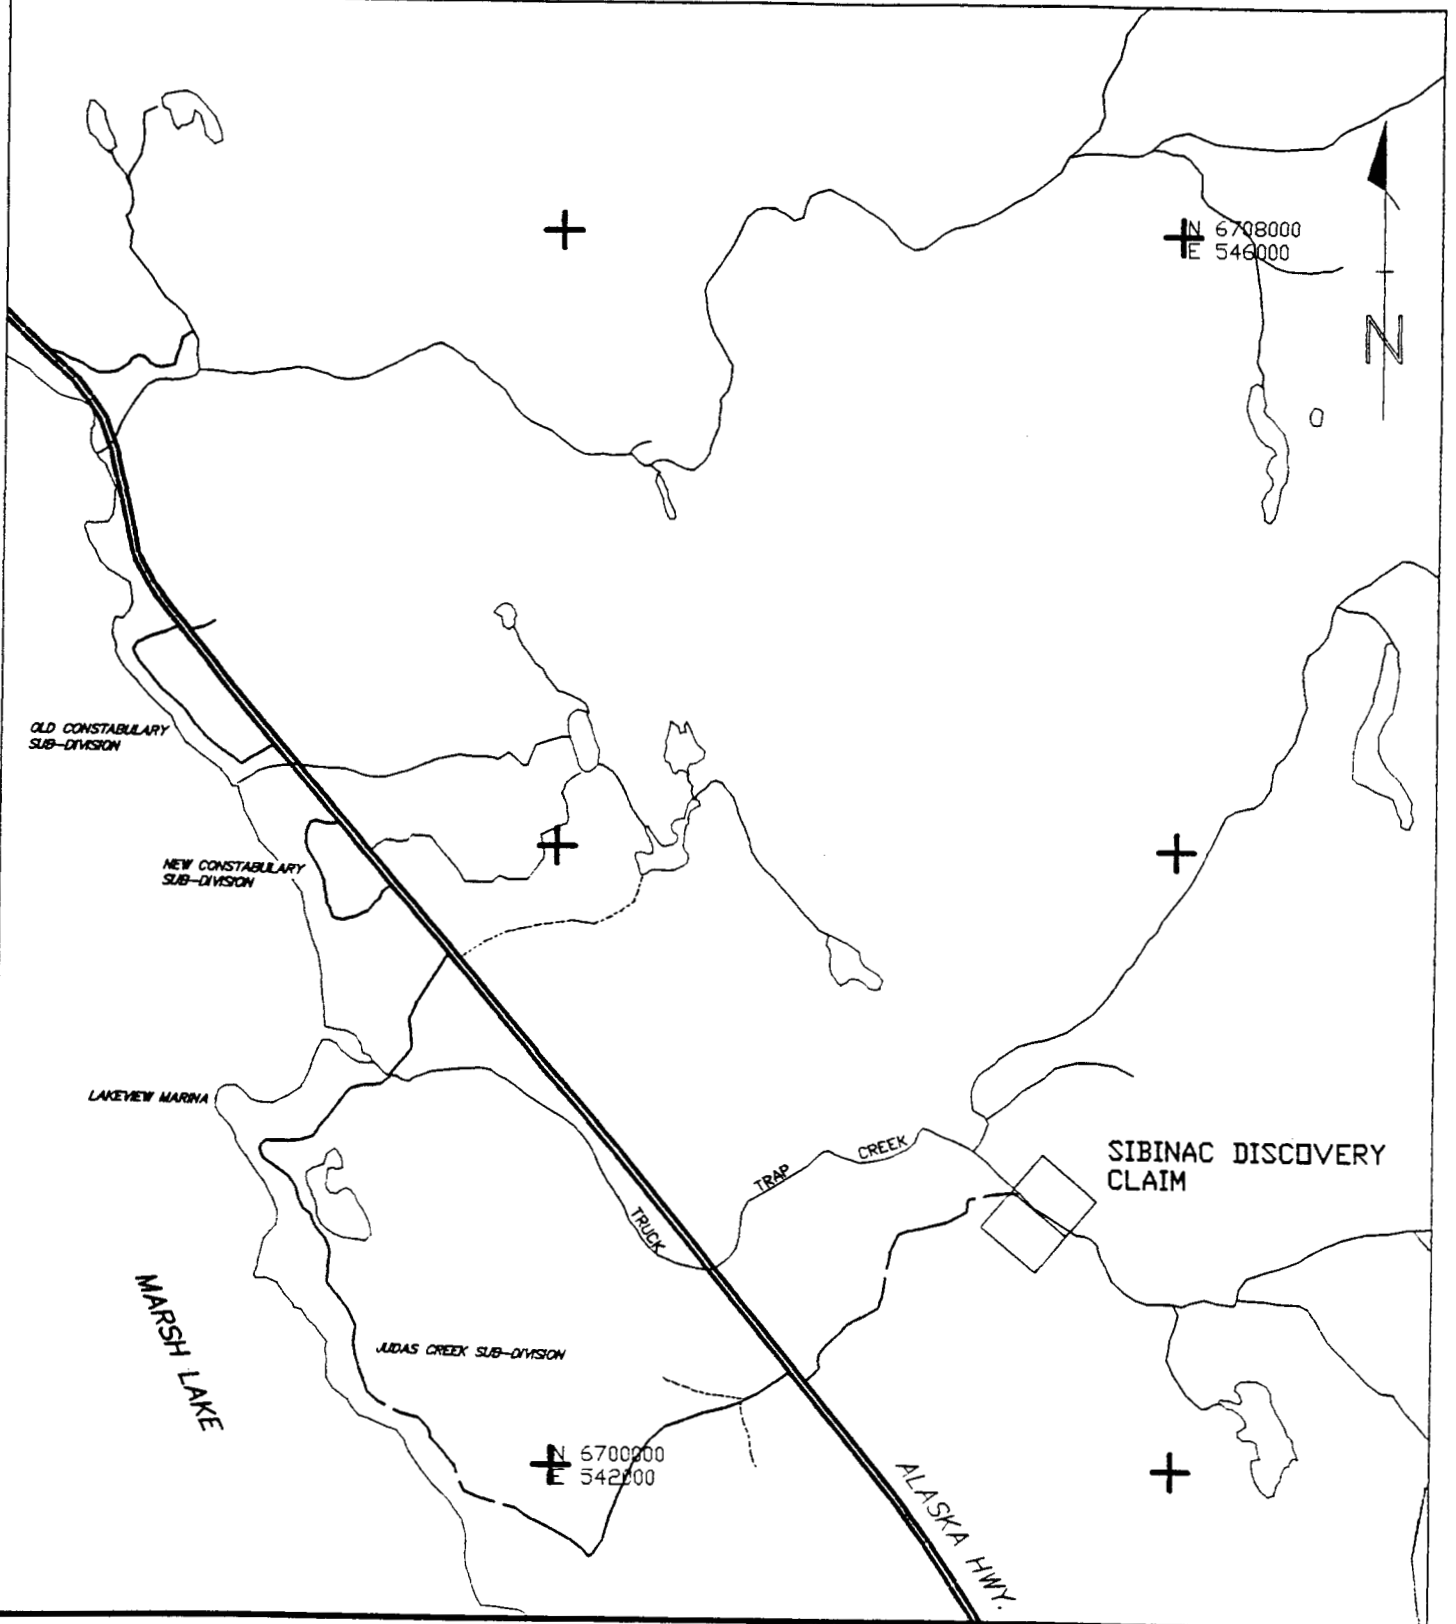 N 6708000
E 546000
N
OLD CONSTABULARY
SUB-DIVISION
NEW CONSTABULARY
SUB-DIVISION
LAKEVIEW MARINA
SIBINAC DISCOVERY
CLAIM
TRUCK
TRAP
CREEK
MARSH LAKE
JUDAS CREEK SUB-DIVISION
N 6700000
E 542000
ALASKA HWY.